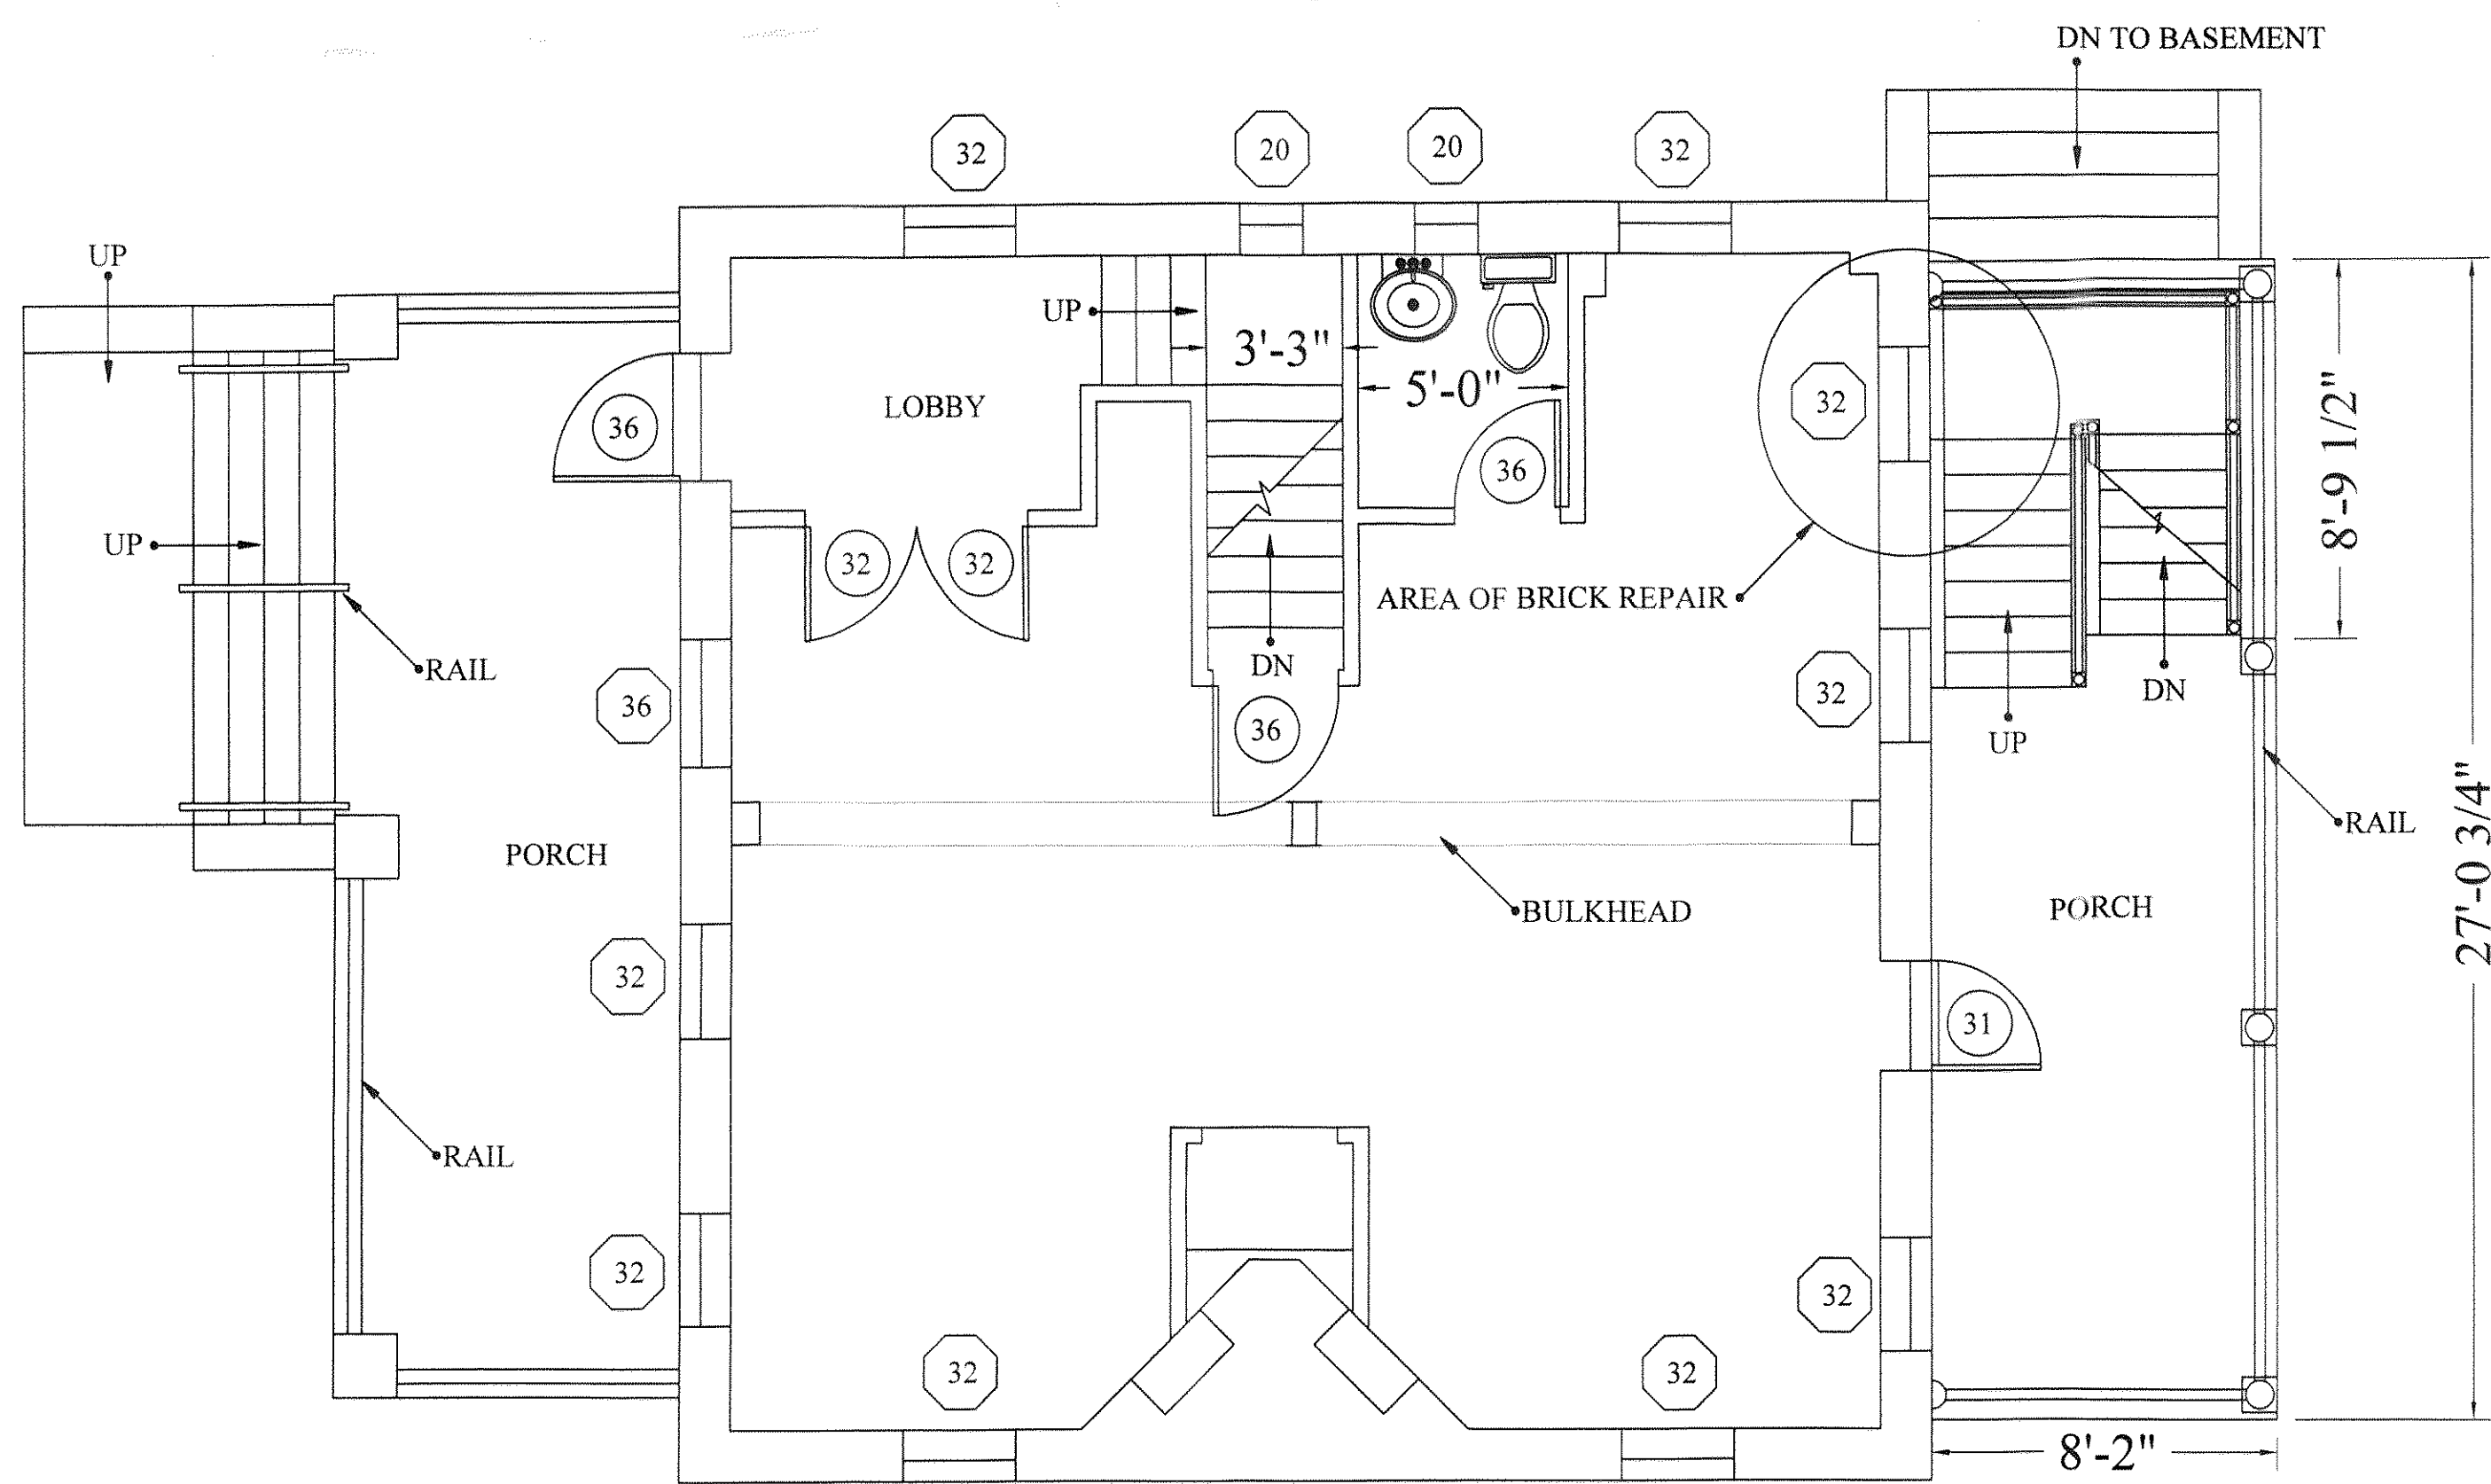 DN TO BASEMENT
32
20
20
32
UP
UP
3'-3"
5'-0"
LOBBY
36
32
36
8'-9 1/2"
UP
32
32
AREA OF BRICK REPAIR
RAIL
DN
DN
36
32
36
UP
RAIL
27'-0 3/4"
PORCH
BULKHEAD
PORCH
32
31
RAIL
32
32
32
32
8'-2"